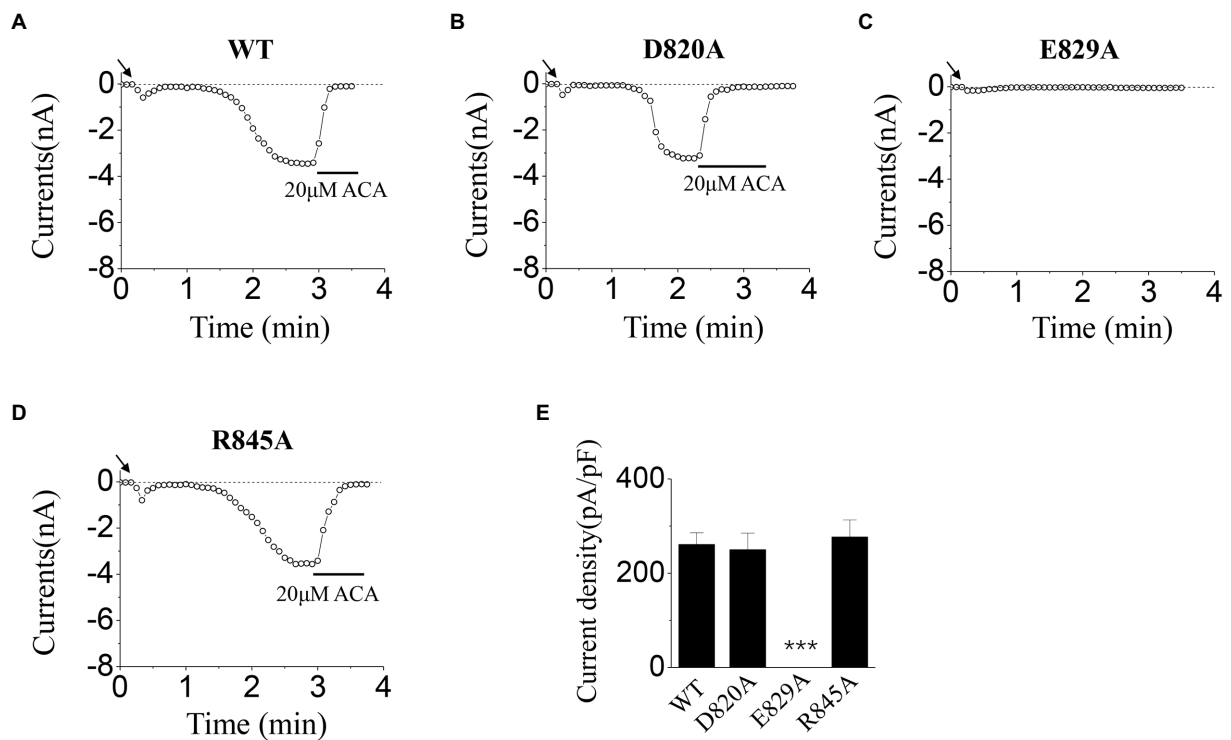 A
WT
0
-2
-4
-6
-8
Currents(nA)
20μM ACA
0 1 2 3 4
Time (min)
B
D820A
0
-2
-4
-6
-8
Currents(nA)
20μM ACA
0 1 2 3 4
Time (min)
C
E829A
0
-2
-4
-6
-8
Currents(nA)
0 1 2 3 4
Time (min)
D
R845A
0
-2
-4
-6
-8
Currents(nA)
20μM ACA
0 1 2 3 4
Time (min)
E
400
200
0
Current density(pA/pF)
***
WT D820A E829A R845A